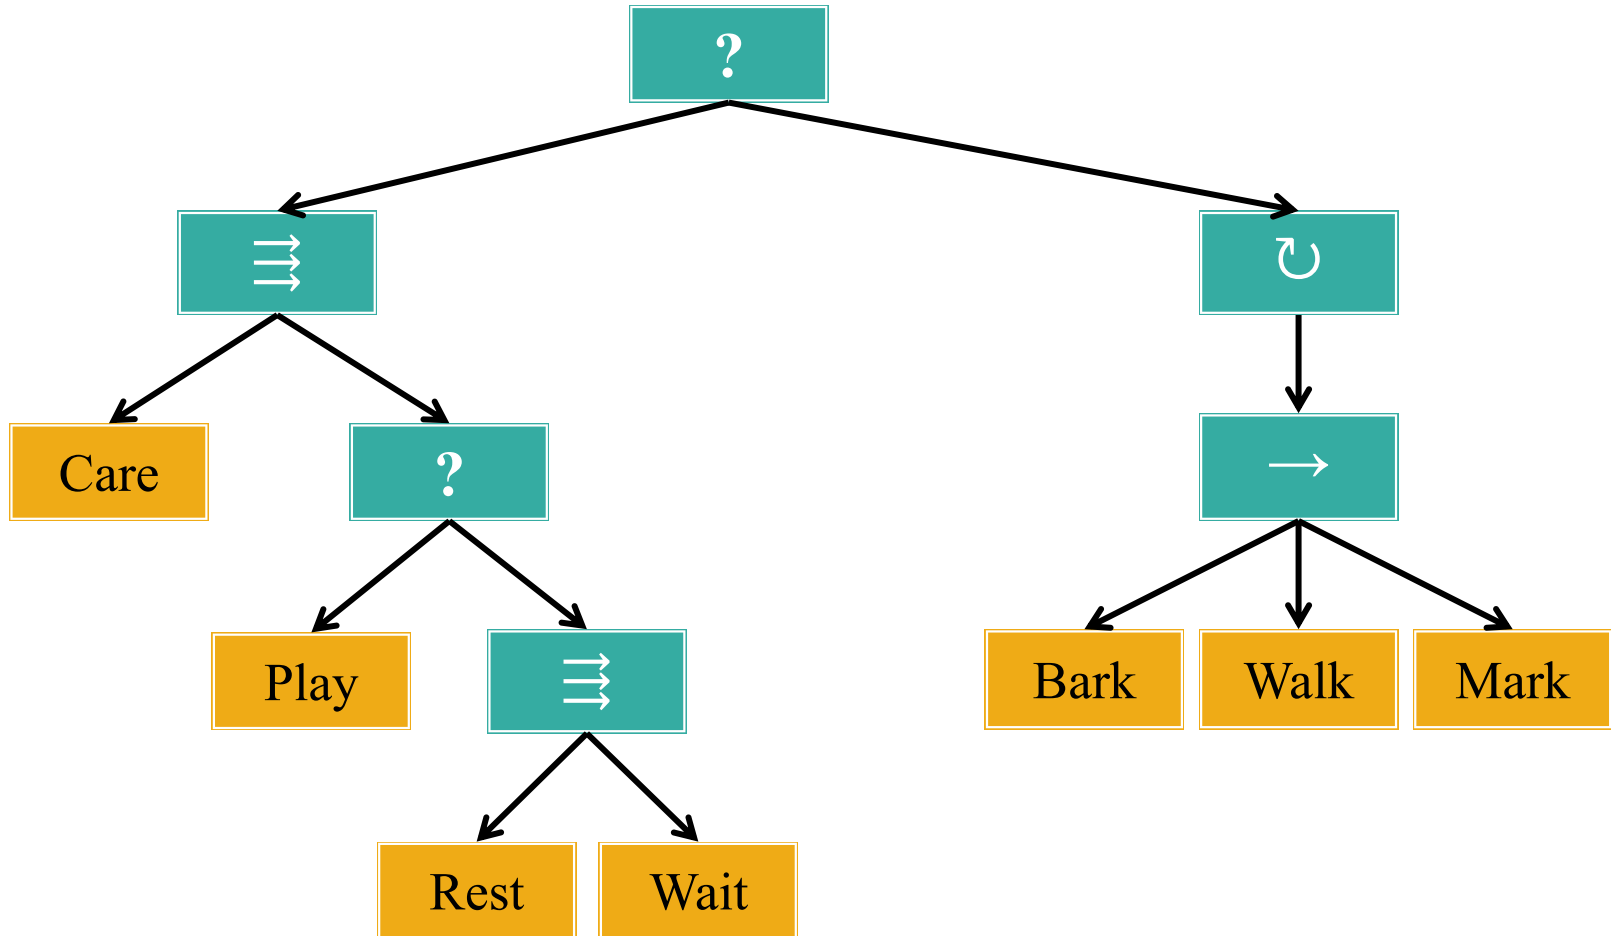 ?
⇶
↻
Care
?
→
Play
⇶
Bark
Walk
Mark
Rest
Wait